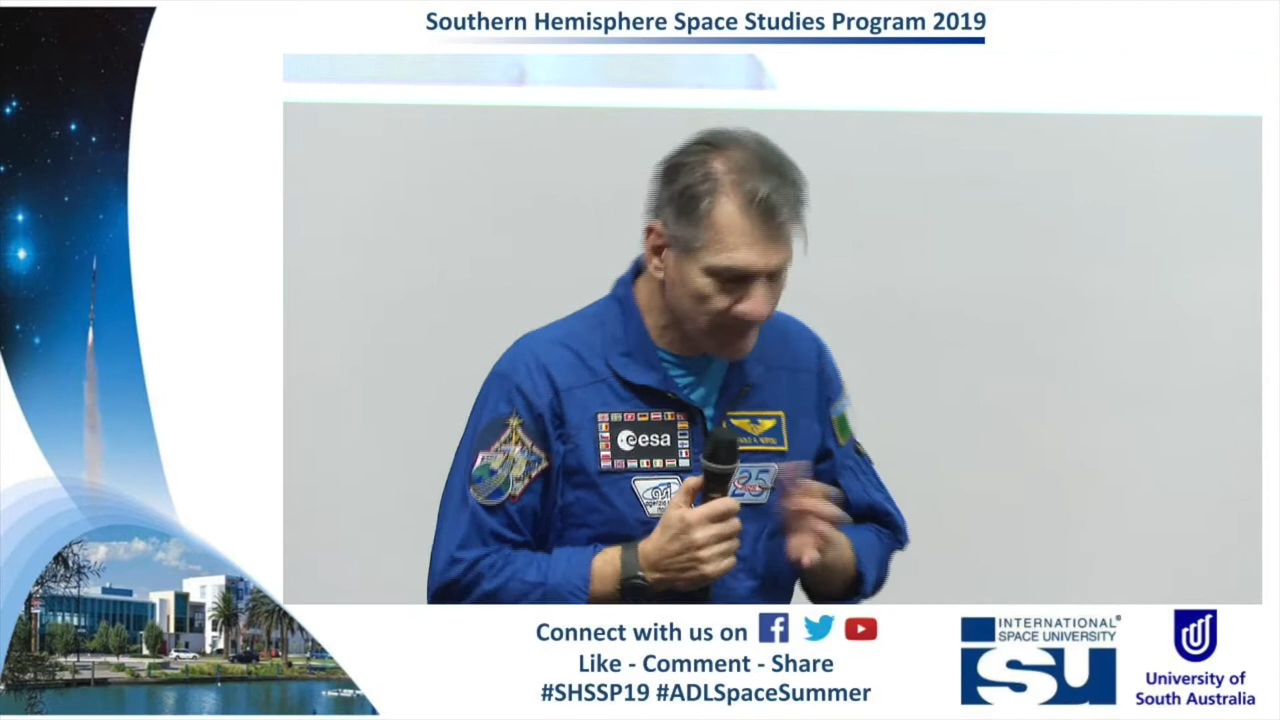 Southern Hemisphere Space Studies Program 2019
esa
25
Connect with us on
Like - Comment - Share
#SHSSP19 #ADLSpaceSummer
INTERNATIONAL®
SPACE UNIVERSITY
ISU
University of
South Australia